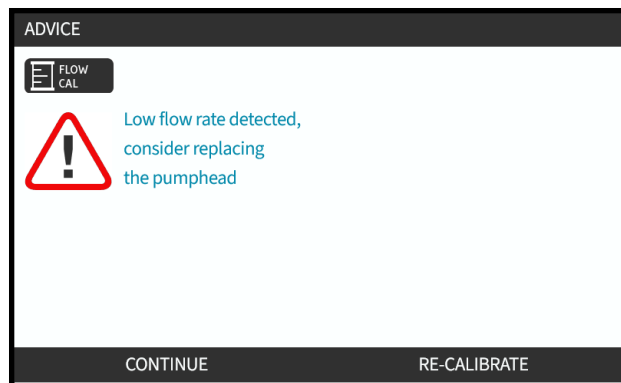 ADVICE
FLOW
CAL
Low flow rate detected,
consider replacing
the pumphead
CONTINUE
RE-CALIBRATE